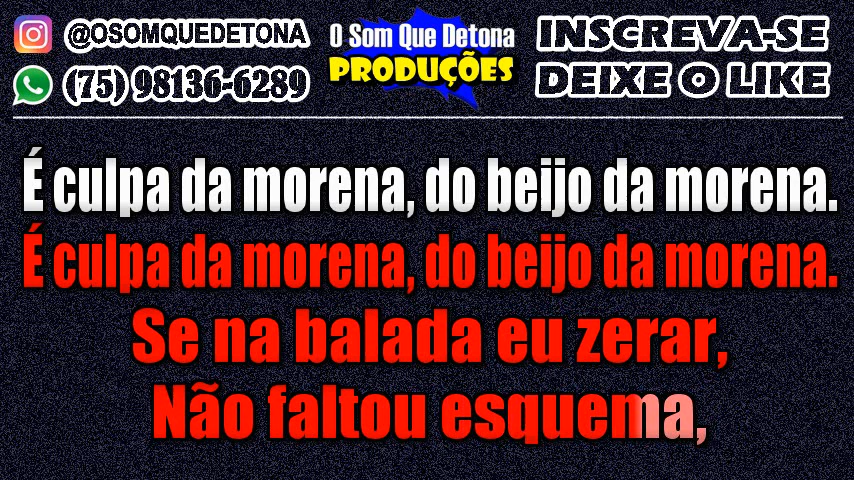 @OSOMQUEDETONA
(75) 98136-6289
O Som Que Detona
PRODUÇÕES
INSCREVA-SE
DEIXE O LIKE
É culpa da morena, do beijo da morena.
É culpa da morena, do beijo da morena.
Se na balada eu zerar,
Não faltou esquema,